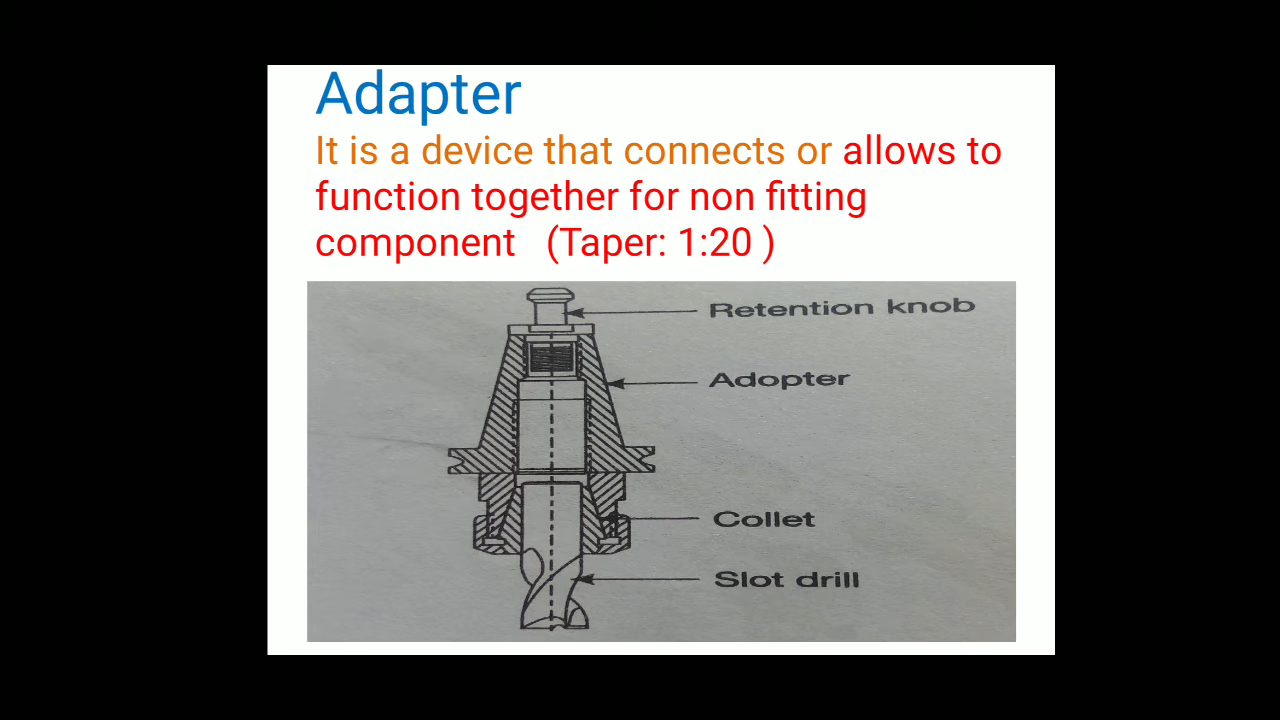 Adapter
It is a device that connects or allows to
function together for non fitting
component (Taper: 1:20 )
Retention knob
Adopter
Collet
Slot drill